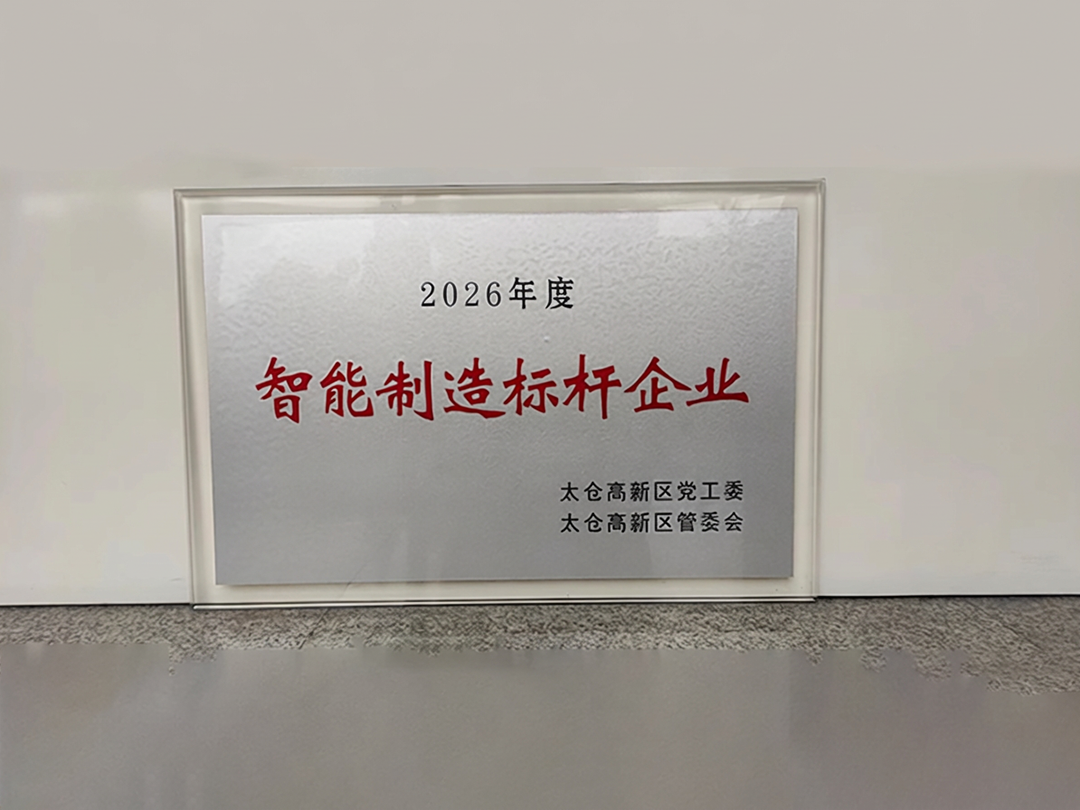 2026年度
智能制造标杆企业
太仓高新区党工委
太仓高新区管委会